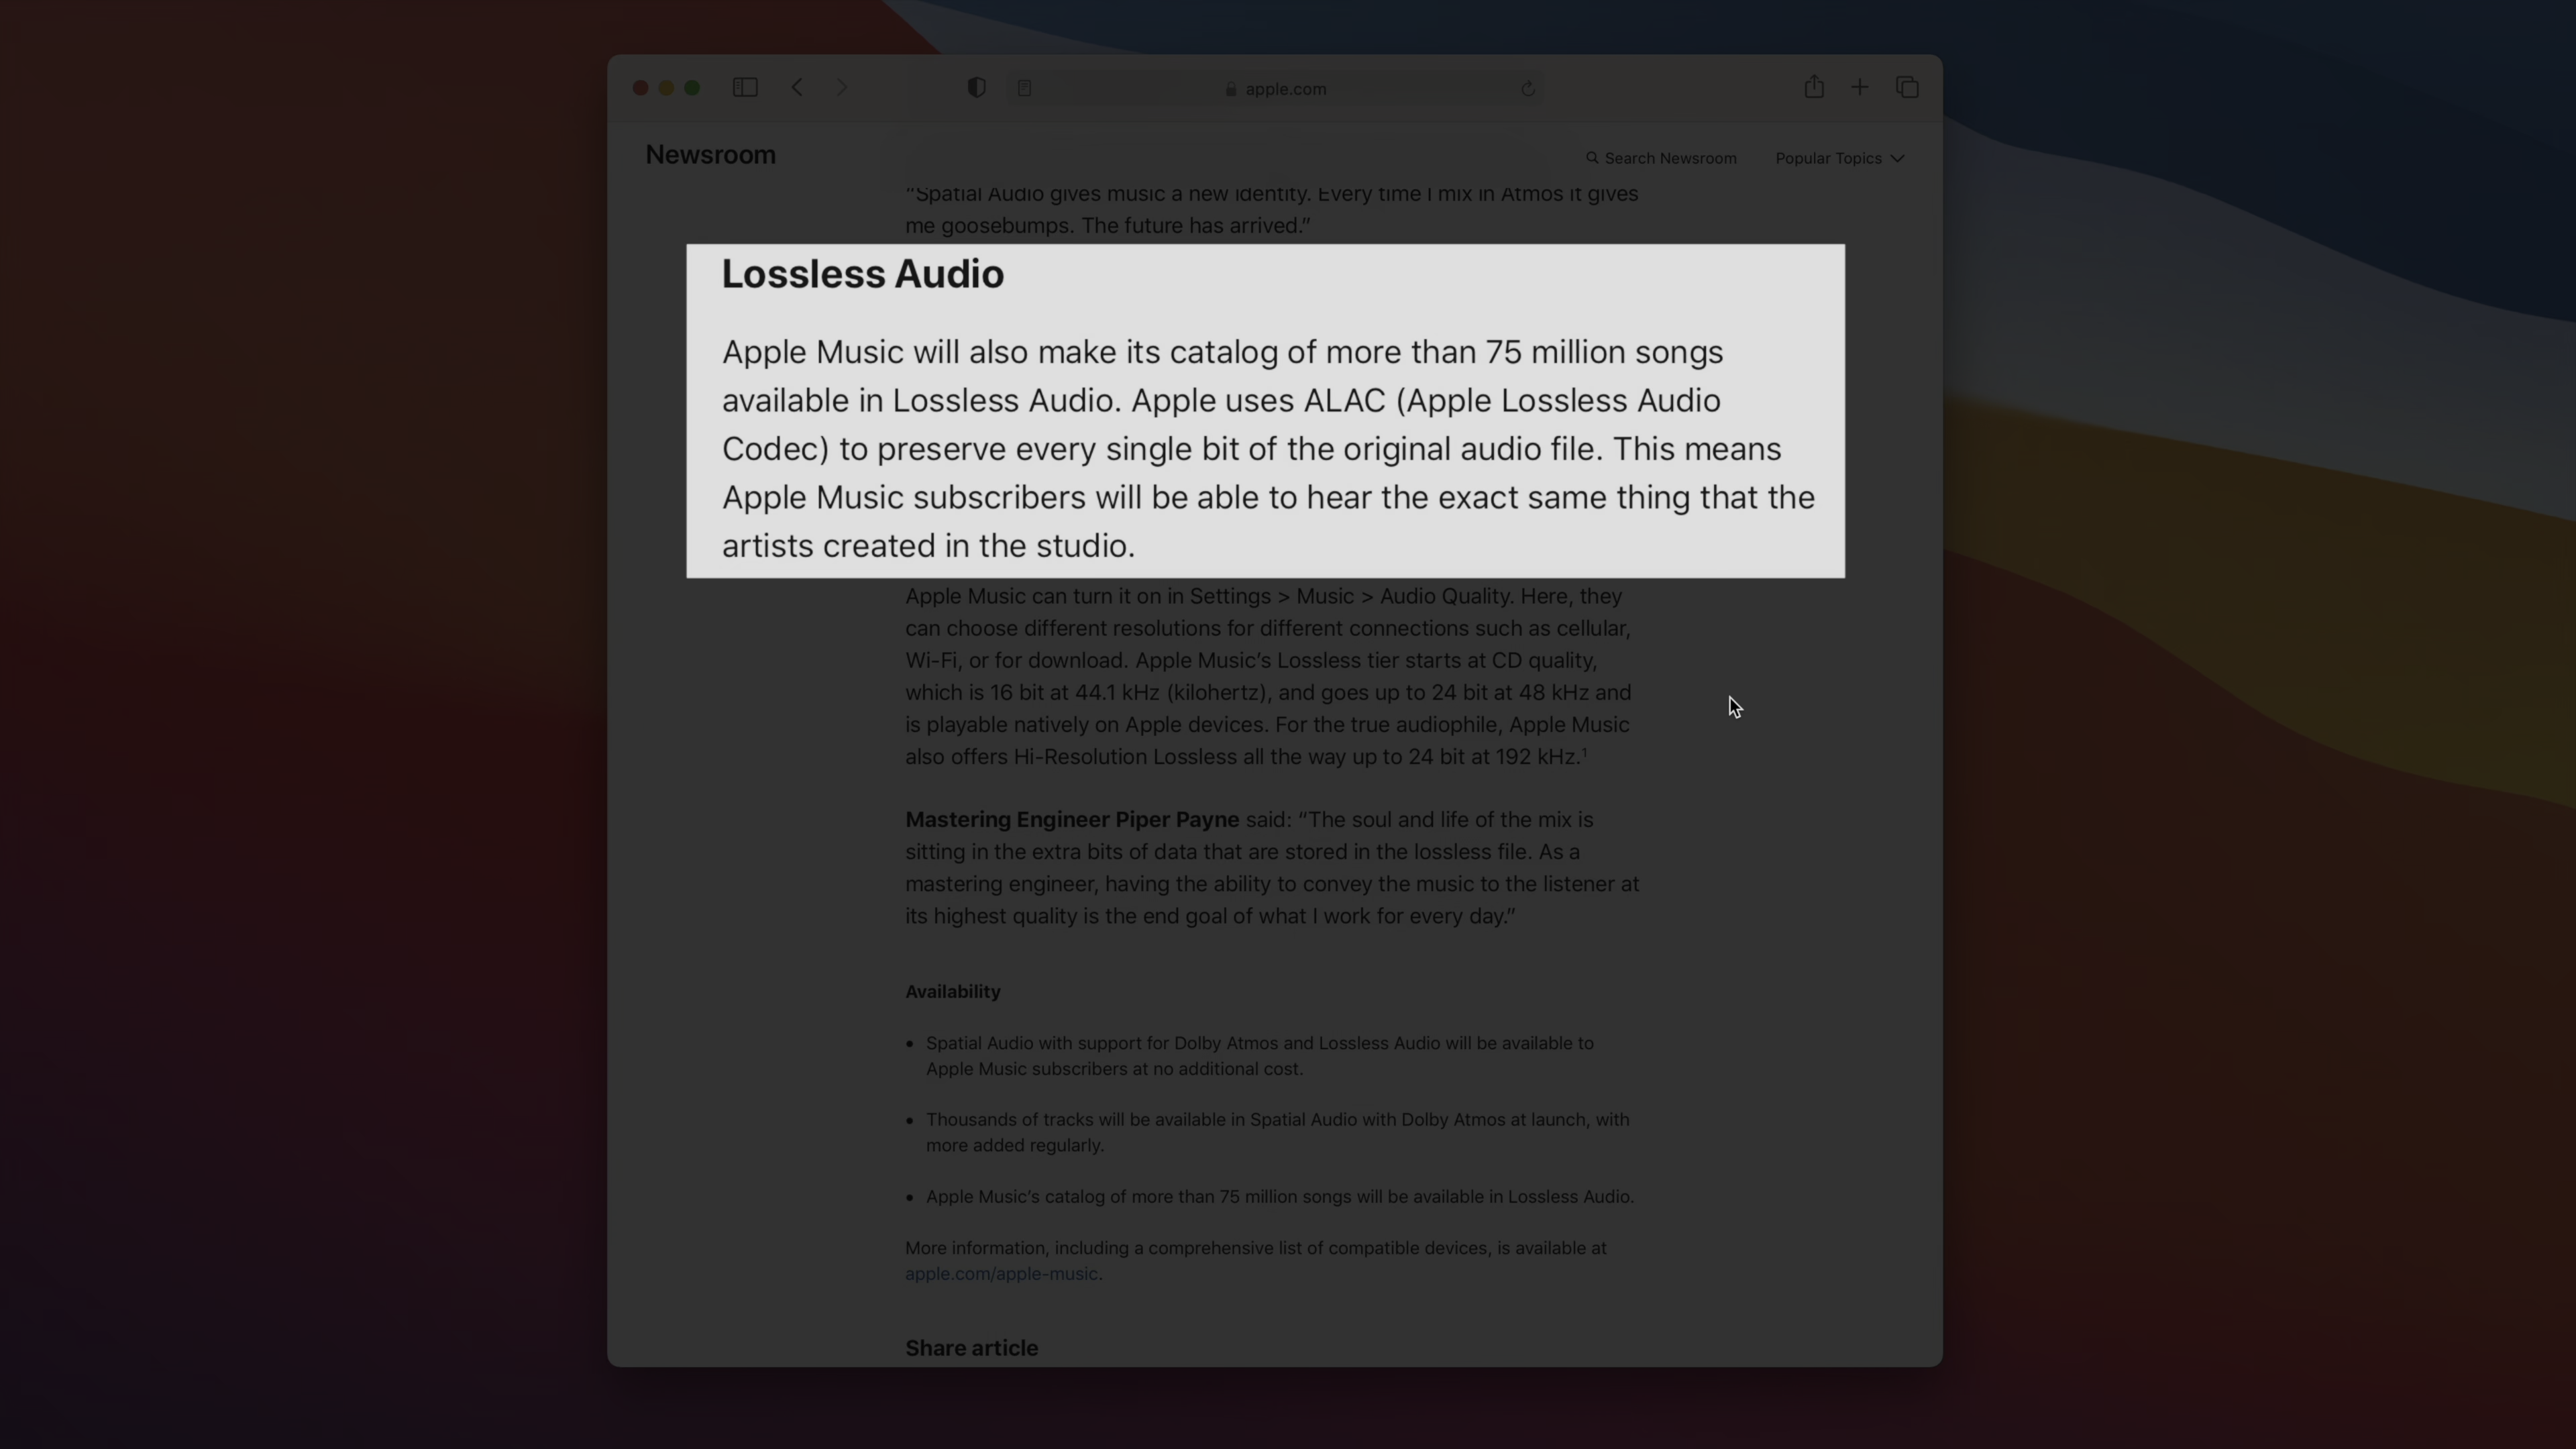 apple.com
Newsroom
Search Newsroom
Popular Topics
“Spatial Audio gives music a new identity. Every time I mix in Atmos it gives
me goosebumps. The future has arrived.”
Lossless Audio
Apple Music will also make its catalog of more than 75 million songs
available in Lossless Audio. Apple uses ALAC (Apple Lossless Audio
Codec) to preserve every single bit of the original audio file. This means
Apple Music subscribers will be able to hear the exact same thing that the
artists created in the studio.
Apple Music can turn it on in Settings > Music > Audio Quality. Here, they
can choose different resolutions for different connections such as cellular,
Wi-Fi, or for download. Apple Music’s Lossless tier starts at CD quality,
which is 16 bit at 44.1 kHz (kilohertz), and goes up to 24 bit at 48 kHz and
is playable natively on Apple devices. For the true audiophile, Apple Music
also offers Hi-Resolution Lossless all the way up to 24 bit at 192 kHz.¹
Mastering Engineer Piper Payne said: “The soul and life of the mix is
sitting in the extra bits of data that are stored in the lossless file. As a
mastering engineer, having the ability to convey the music to the listener at
its highest quality is the end goal of what I work for every day.”
Availability
• Spatial Audio with support for Dolby Atmos and Lossless Audio will be available to
Apple Music subscribers at no additional cost.
• Thousands of tracks will be available in Spatial Audio with Dolby Atmos at launch, with
more added regularly.
• Apple Music’s catalog of more than 75 million songs will be available in Lossless Audio.
More information, including a comprehensive list of compatible devices, is available at
apple.com/apple-music.
Share article